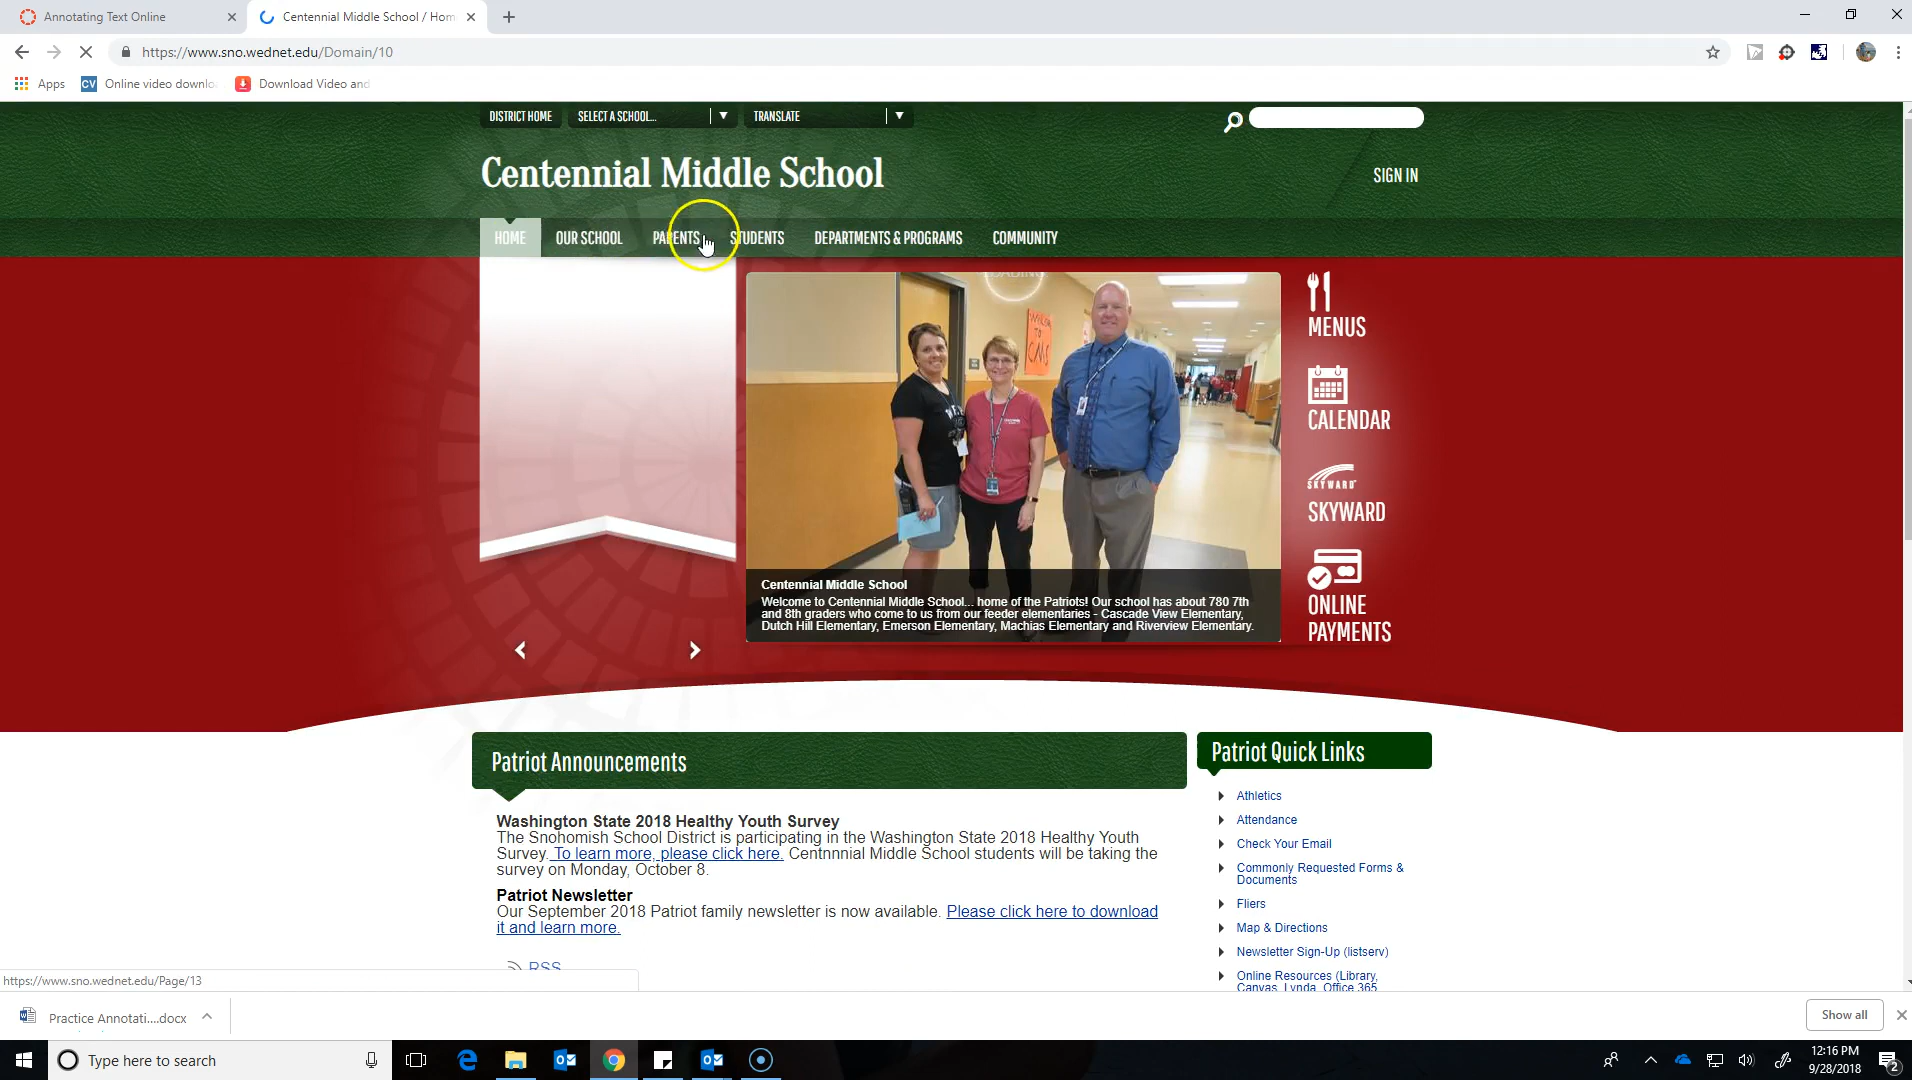 Annotating Text Online
Centennial Middle School / Hom
https://www.sno.wednet.edu/Domain/10
Apps
CV Online video downlo
Download Video and
DISTRICT HOME
SELECT A SCHOOL...
TRANSLATE
Centennial Middle School
SIGN IN
HOME
OUR SCHOOL
PARENTS
STUDENTS
DEPARTMENTS & PROGRAMS
COMMUNITY
WELCOME
TO
CMS
MENUS
CALENDAR
SKYWARD
SKYWARD
ONLINE
PAYMENTS
Centennial Middle School
Welcome to Centennial Middle School... home of the Patriots! Our school has about 780 7th
and 8th graders who come to us from our feeder elementaries - Cascade View Elementary,
Dutch Hill Elementary, Emerson Elementary, Machias Elementary and Riverview Elementary.
Patriot Announcements
Washington State 2018 Healthy Youth Survey
The Snohomish School District is participating in the Washington State 2018 Healthy Youth
Survey. To learn more, please click here. Centnnnial Middle School students will be taking the
survey on Monday, October 8.
Patriot Newsletter
Our September 2018 Patriot family newsletter is now available. Please click here to download
it and learn more.
RSS
Patriot Quick Links
Athletics
Attendance
Check Your Email
Commonly Requested Forms &
Documents
Fliers
Map & Directions
Newsletter Sign-Up (listserv)
Online Resources (Library,
Canvas, Lynda, Office 365
https://www.sno.wednet.edu/Page/13
Practice Annotati....docx
Show all
Type here to search
12:16 PM
9/28/2018
2